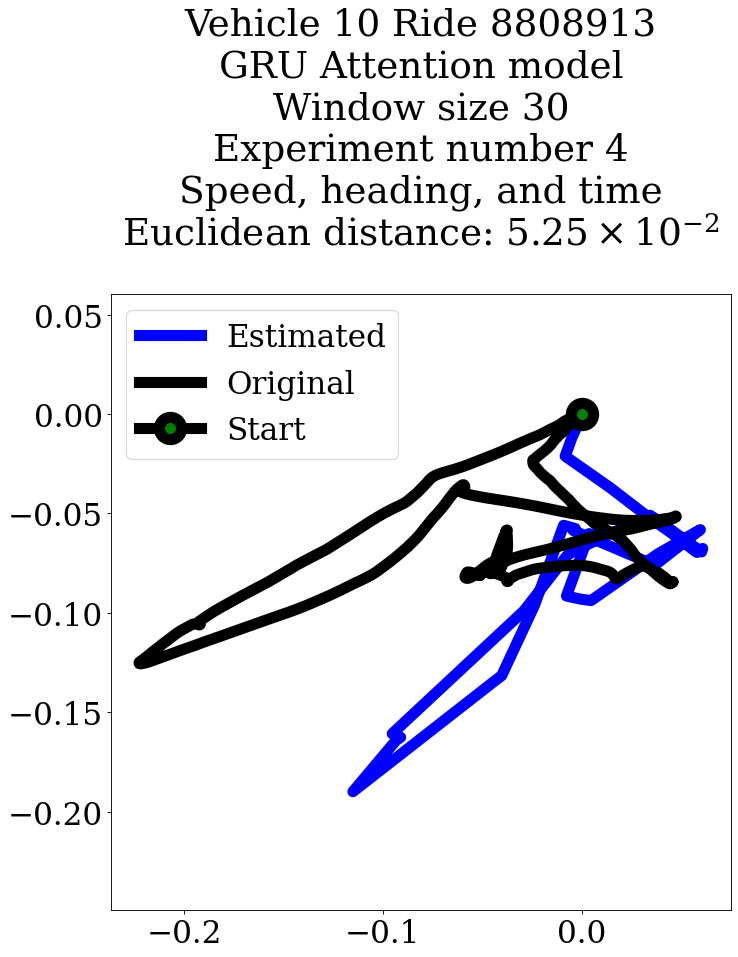 Vehicle 10 Ride 8808913
GRU Attention model
Window size 30
Experiment number 4
Speed, heading, and time
Euclidean distance: 5.25 × 10⁻²
Estimated
Original
Start
0.05
0.00
−0.05
−0.10
−0.15
−0.20
−0.2
−0.1
0.0